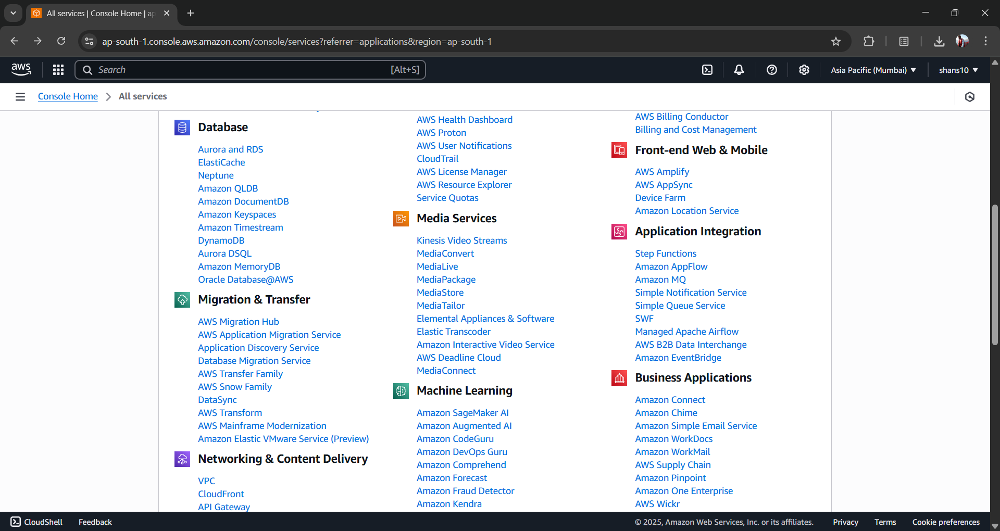 All services | Console Home | ap
ap-south-1.console.aws.amazon.com/console/services?referrer=applications&region=ap-south-1
aws
Search
[Alt+S]
Asia Pacific (Mumbai)
shans10
Console Home
All services
Database
Aurora and RDS
ElastiCache
Neptune
Amazon QLDB
Amazon DocumentDB
Amazon Keyspaces
Amazon Timestream
DynamoDB
Aurora DSQL
Amazon MemoryDB
Oracle Database@AWS
Migration & Transfer
AWS Migration Hub
AWS Application Migration Service
Application Discovery Service
Database Migration Service
AWS Transfer Family
AWS Snow Family
DataSync
AWS Transform
AWS Mainframe Modernization
Amazon Elastic VMware Service (Preview)
Networking & Content Delivery
VPC
CloudFront
API Gateway
AWS Health Dashboard
AWS Proton
AWS User Notifications
CloudTrail
AWS License Manager
AWS Resource Explorer
Service Quotas
Media Services
Kinesis Video Streams
MediaConvert
MediaLive
MediaPackage
MediaStore
MediaTailor
Elemental Appliances & Software
Elastic Transcoder
Amazon Interactive Video Service
AWS Deadline Cloud
MediaConnect
Machine Learning
Amazon SageMaker AI
Amazon Augmented AI
Amazon CodeGuru
Amazon DevOps Guru
Amazon Comprehend
Amazon Forecast
Amazon Fraud Detector
Amazon Kendra
AWS Billing Conductor
Billing and Cost Management
Front-end Web & Mobile
AWS Amplify
AWS AppSync
Device Farm
Amazon Location Service
Application Integration
Step Functions
Amazon AppFlow
Amazon MQ
Simple Notification Service
Simple Queue Service
SWF
Managed Apache Airflow
AWS B2B Data Interchange
Amazon EventBridge
Business Applications
Amazon Connect
Amazon Chime
Amazon Simple Email Service
Amazon WorkDocs
Amazon WorkMail
AWS Supply Chain
Amazon Pinpoint
Amazon One Enterprise
AWS Wickr
CloudShell
Feedback
© 2025, Amazon Web Services, Inc. or its affiliates.
Privacy
Terms
Cookie preferences